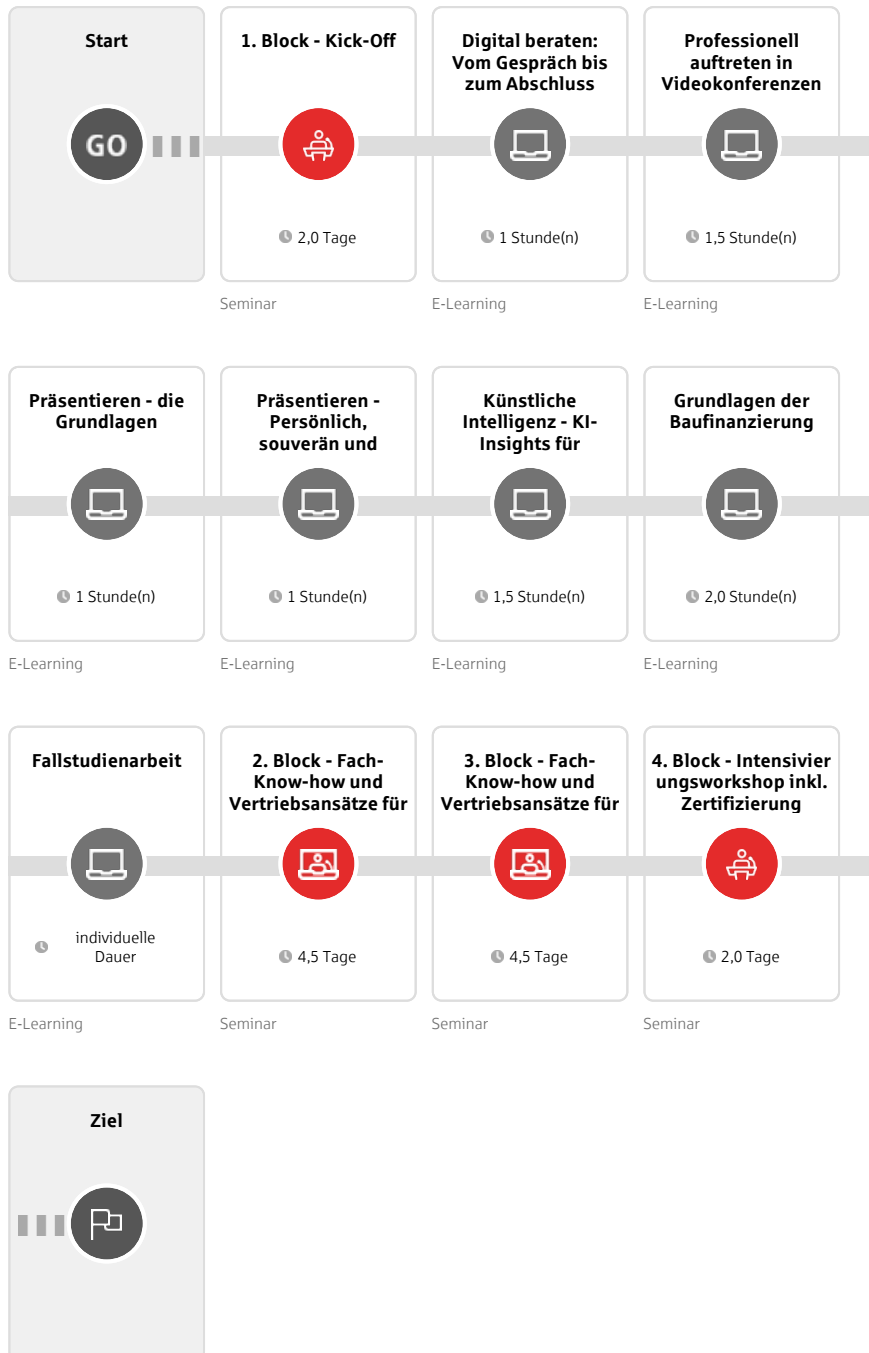 Start
1. Block - Kick-Off
Digital beraten:
Vom Gespräch bis
zum Abschluss
Professionell
auftreten in
Videokonferenzen
GO
2,0 Tage
1 Stunde(n)
1,5 Stunde(n)
Seminar
E-Learning
E-Learning
Präsentieren - die
Grundlagen
Präsentieren -
Persönlich,
souverän und
Künstliche
Intelligenz - KI-
Insights für
Grundlagen der
Baufinanzierung
1 Stunde(n)
1 Stunde(n)
1,5 Stunde(n)
2,0 Stunde(n)
E-Learning
E-Learning
E-Learning
E-Learning
Fallstudienarbeit
2. Block - Fach-
Know-how und
Vertriebsansätze für
3. Block - Fach-
Know-how und
Vertriebsansätze für
4. Block - Intensivier
ungsworkshop inkl.
Zertifizierung
individuelle
Dauer
4,5 Tage
4,5 Tage
2,0 Tage
E-Learning
Seminar
Seminar
Seminar
Ziel